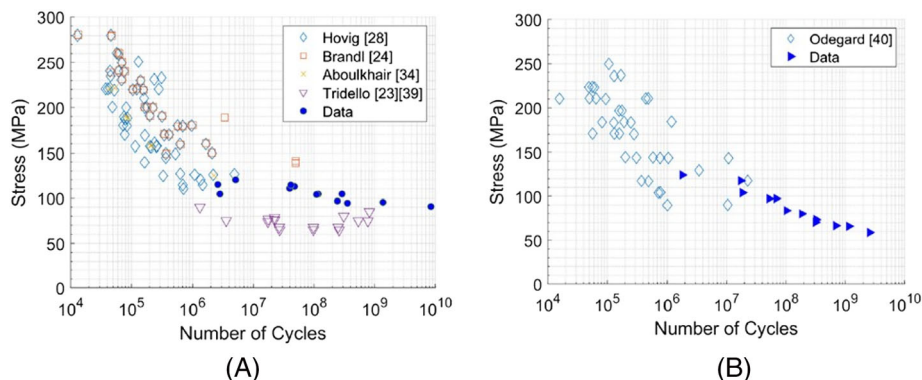 300
250
200
150
100
50
0
Stress (MPa)
10^4 10^5 10^6 10^7 10^8 10^9 10^10
Number of Cycles
Hovig [28]
Brandl [24]
Aboulkhair [34]
Tridello [23][39]
Data
(A)
300
250
200
150
100
50
0
Stress (MPa)
10^4 10^5 10^6 10^7 10^8 10^9 10^10
Number of Cycles
Odegard [40]
Data
(B)